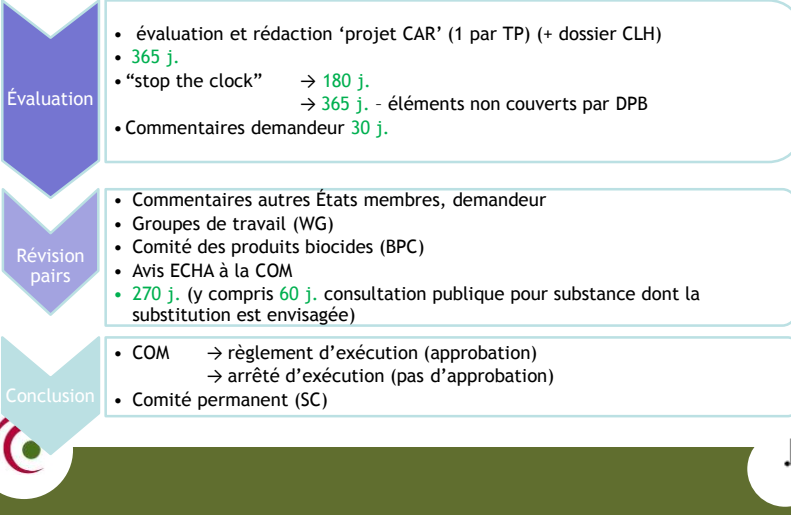 Évaluation
• évaluation et rédaction ‘projet CAR’ (1 par TP) (+ dossier CLH)
• 365 j.
• “stop the clock” → 180 j.
→ 365 j. – éléments non couverts par DPB
• Commentaires demandeur 30 j.
Révision
pairs
• Commentaires autres États membres, demandeur
• Groupes de travail (WG)
• Comité des produits biocides (BPC)
• Avis ECHA à la COM
• 270 j. (y compris 60 j. consultation publique pour substance dont la
substitution est envisagée)
Conclusion
• COM → règlement d’exécution (approbation)
→ arrêté d’exécution (pas d’approbation)
• Comité permanent (SC)